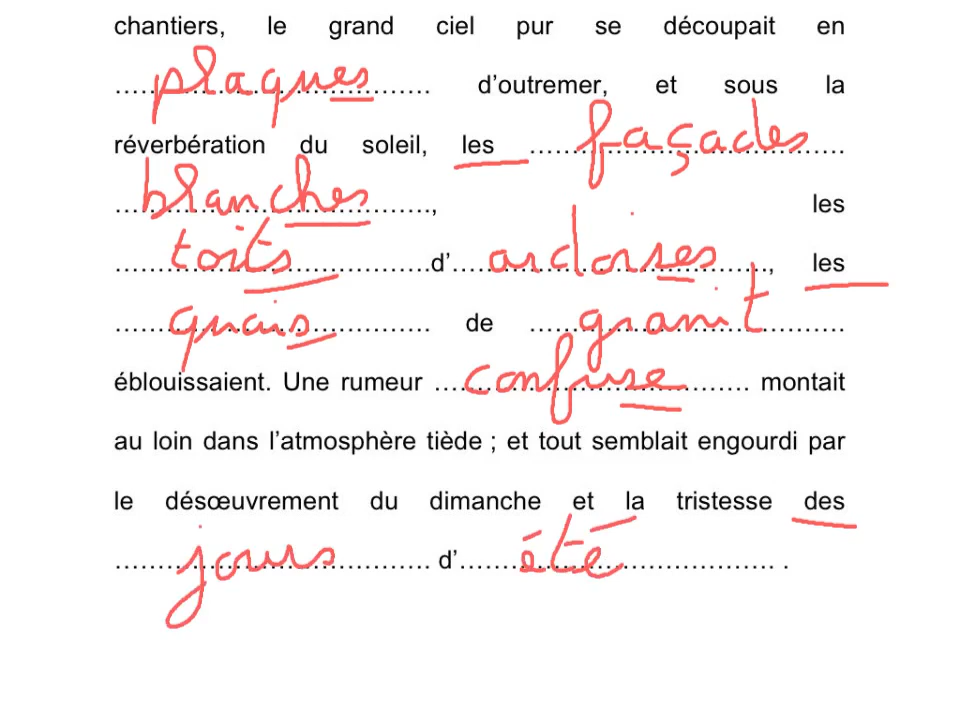 chantiers, le grand ciel pur se découpait en
plaques d'outremer, et sous la
réverbération du soleil, les façades
blanches, les
toits d'ardoises, les
quais de granit
éblouissaient. Une rumeur confuse montait
au loin dans l'atmosphère tiède ; et tout semblait engourdi par
le désœuvrement du dimanche et la tristesse des
jours d'été .